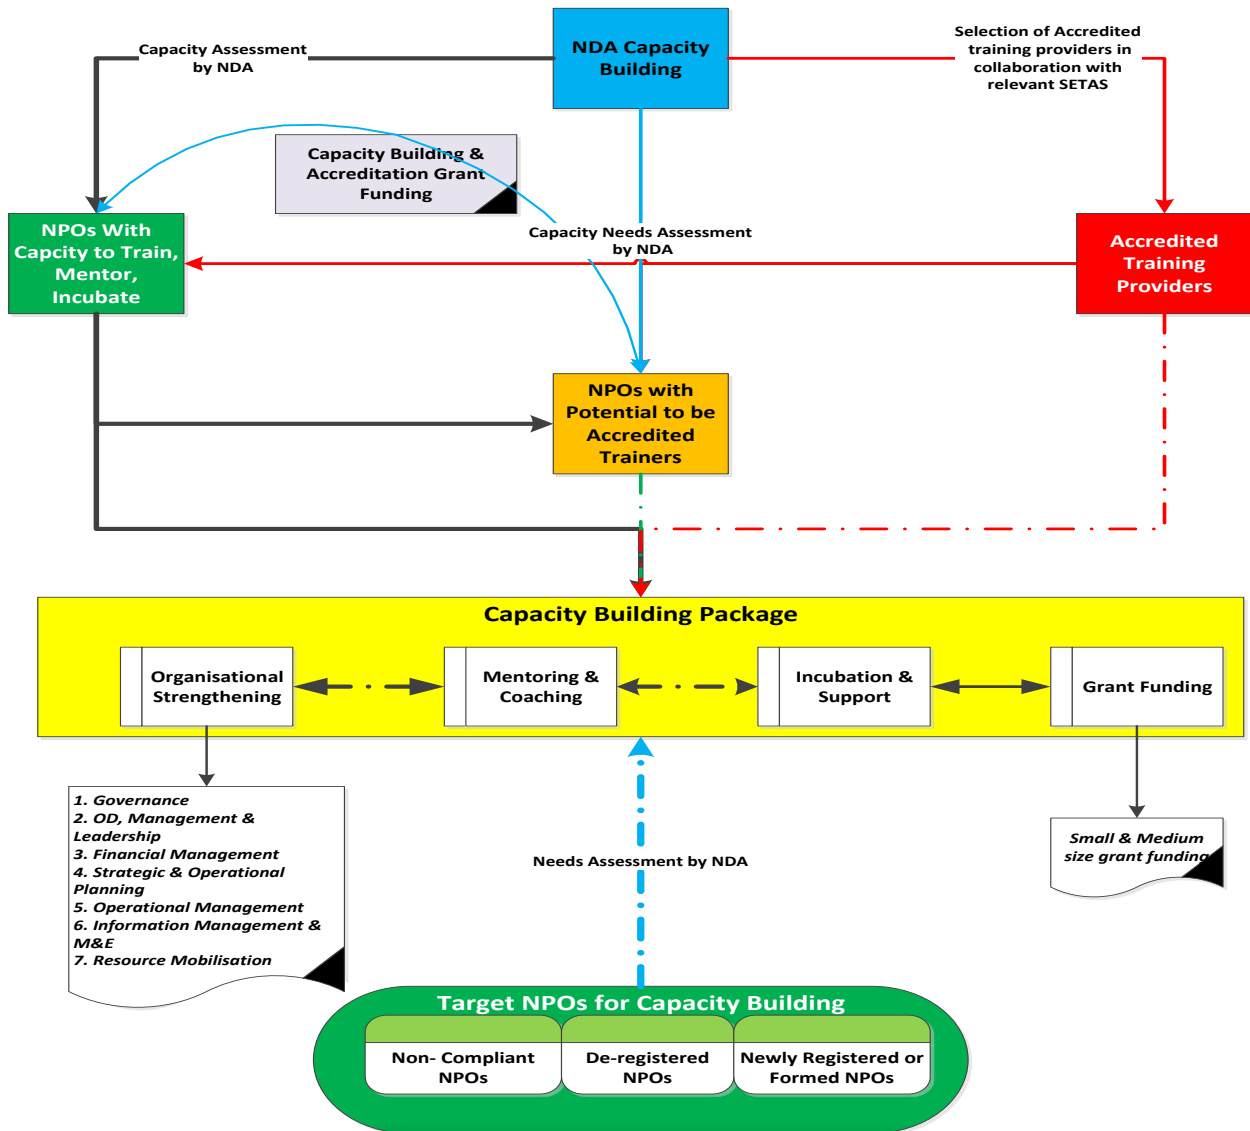 NDA Capacity
Building
Capacity Assessment
by NDA
Selection of Accredited
training providers in
collaboration with
relevant SETAS
Capacity Building &
Accreditation Grant
Funding
NPOs With
Capcity to Train,
Mentor,
Incubate
Capacity Needs Assessment
by NDA
Accredited
Training
Providers
NPOs with
Potential to be
Accredited
Trainers
Capacity Building Package
Organisational
Strengthening
Mentoring &
Coaching
Incubation &
Support
Grant Funding
1. Governance
2. OD, Management &
Leadership
3. Financial Management
4. Strategic & Operational
Planning
5. Operational Management
6. Information Management &
M&E
7. Resource Mobilisation
Small & Medium
size grant funding
Needs Assessment by NDA
Target NPOs for Capacity Building
Non- Compliant
NPOs
De-registered
NPOs
Newly Registered or
Formed NPOs